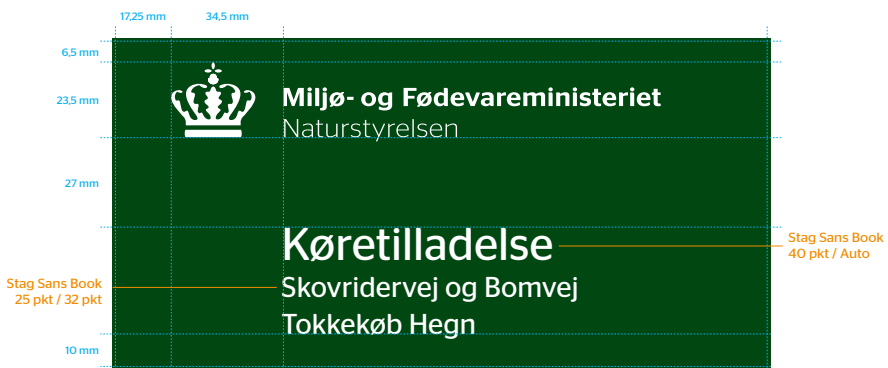 17,25 mm
34,5 mm
6,5 mm
23,5 mm
Miljø- og Fødevareministeriet
Naturstyrelsen
27 mm
Køretilladelse
Stag Sans Book
40 pkt / Auto
Stag Sans Book
25 pkt / 32 pkt
Skovridervej og Bomvej
Tokkekøb Hegn
10 mm